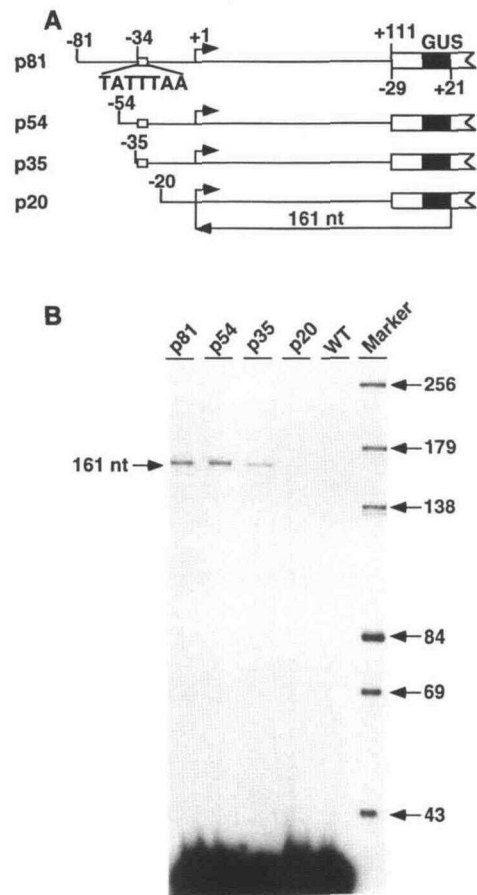 A
-81 -34 +1 +111 GUS
p81
TATTTAA -29 +21
-54
p54
-35
p35
-20
p20
161 nt
B
p81 p54 p35 p20 WT Marker
256
179
161 nt
138
84
69
43